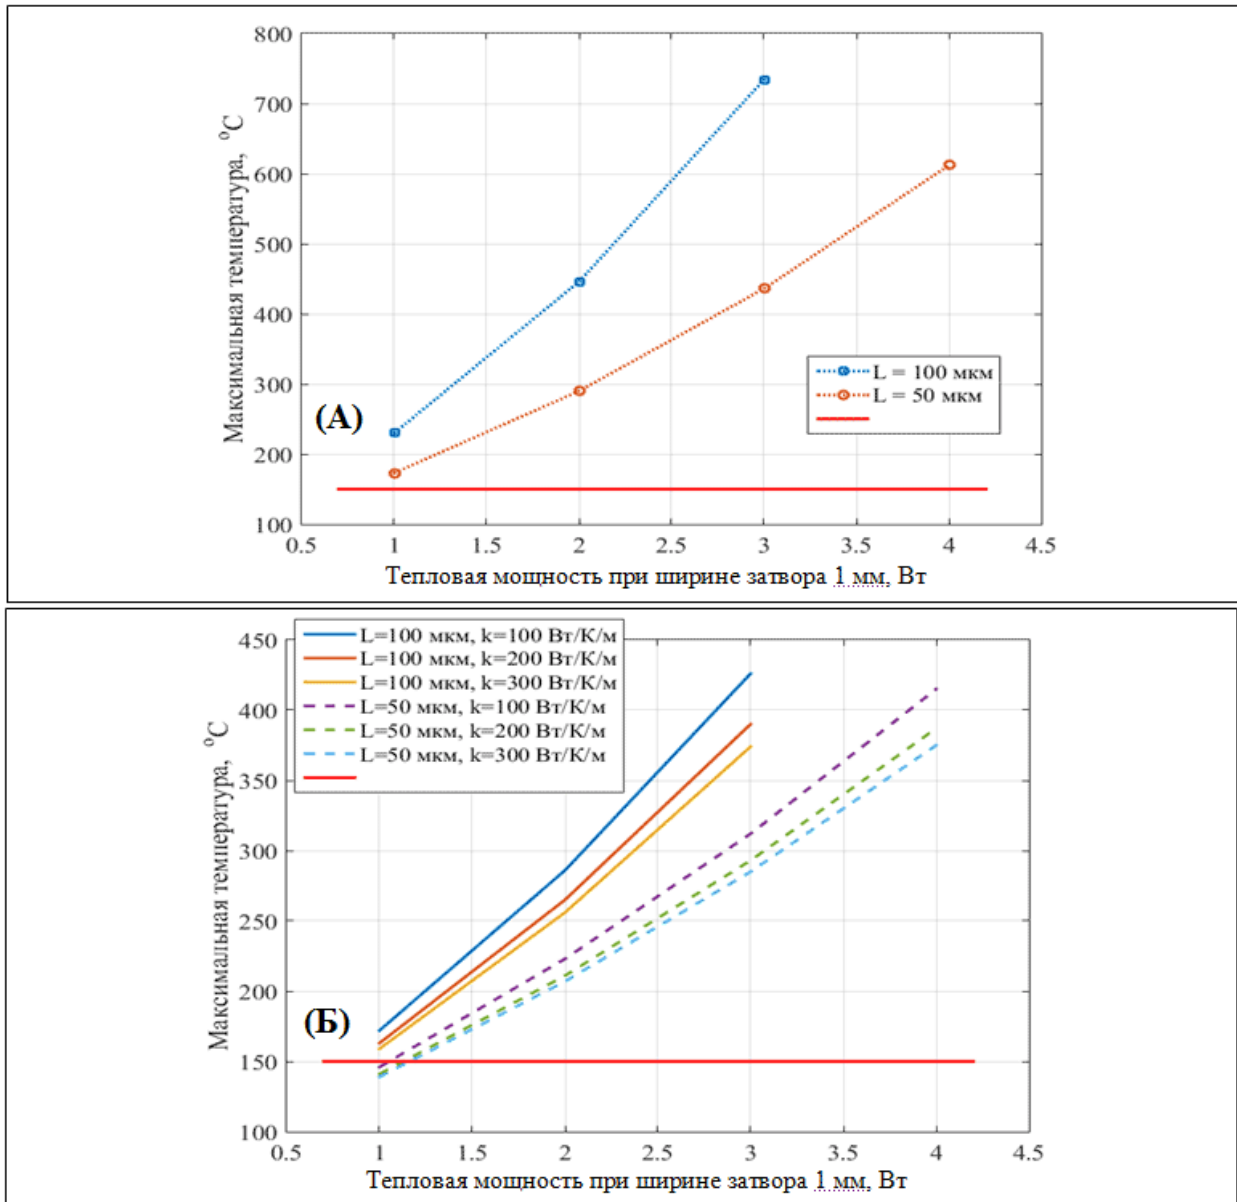 800
700
600
500
400
300
200
100
0.5 1 1.5 2 2.5 3 3.5 4 4.5
Максимальная температура, °C
(А)
L = 100 мкм
L = 50 мкм
Тепловая мощность при ширине затвора 1 мм, Вт
L=100 мкм, k=100 Вт/К/м
L=100 мкм, k=200 Вт/К/м
L=100 мкм, k=300 Вт/К/м
L=50 мкм, k=100 Вт/К/м
L=50 мкм, k=200 Вт/К/м
L=50 мкм, k=300 Вт/К/м
450
400
350
300
250
200
150
100
0.5 1 1.5 2 2.5 3 3.5 4 4.5
Максимальная температура, °C
(Б)
Тепловая мощность при ширине затвора 1 мм, Вт